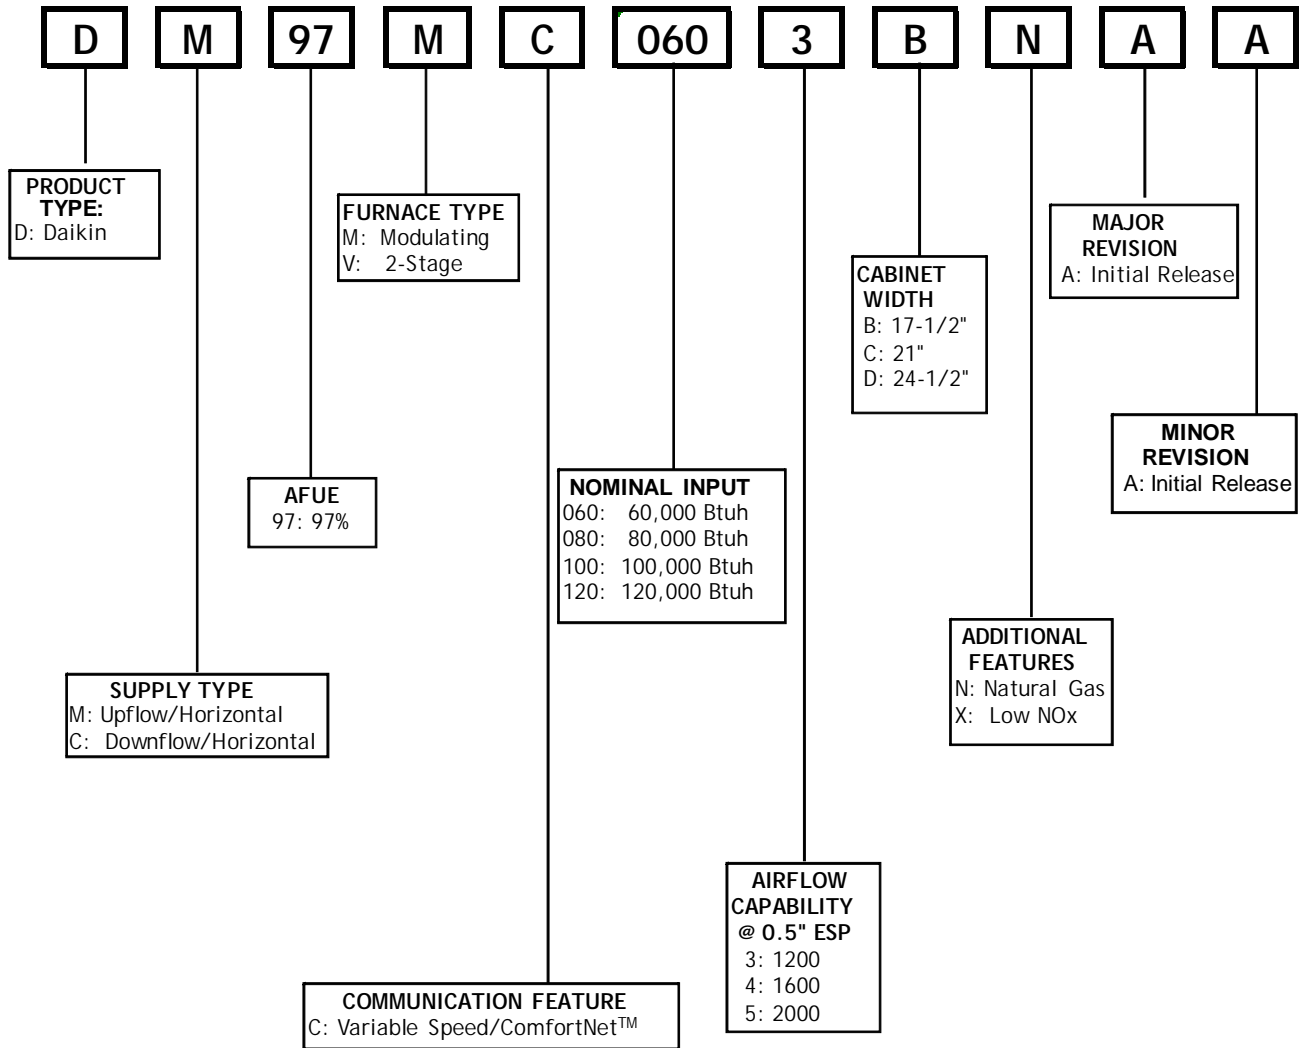 D M 97 M C 060 3 B N A A
PRODUCT
TYPE:
D: Daikin
FURNACE TYPE
M: Modulating
V: 2-Stage
MAJOR
REVISION
A: Initial Release
CABINET
WIDTH
B: 17-1/2"
C: 21"
D: 24-1/2"
MINOR
REVISION
A: Initial Release
AFUE
97: 97%
NOMINAL INPUT
060: 60,000 Btuh
080: 80,000 Btuh
100: 100,000 Btuh
120: 120,000 Btuh
ADDITIONAL
FEATURES
N: Natural Gas
X: Low NOx
SUPPLY TYPE
M: Upflow/Horizontal
C: Downflow/Horizontal
AIRFLOW
CAPABILITY
@ 0.5" ESP
3: 1200
4: 1600
5: 2000
COMMUNICATION FEATURE
C: Variable Speed/ComfortNet™